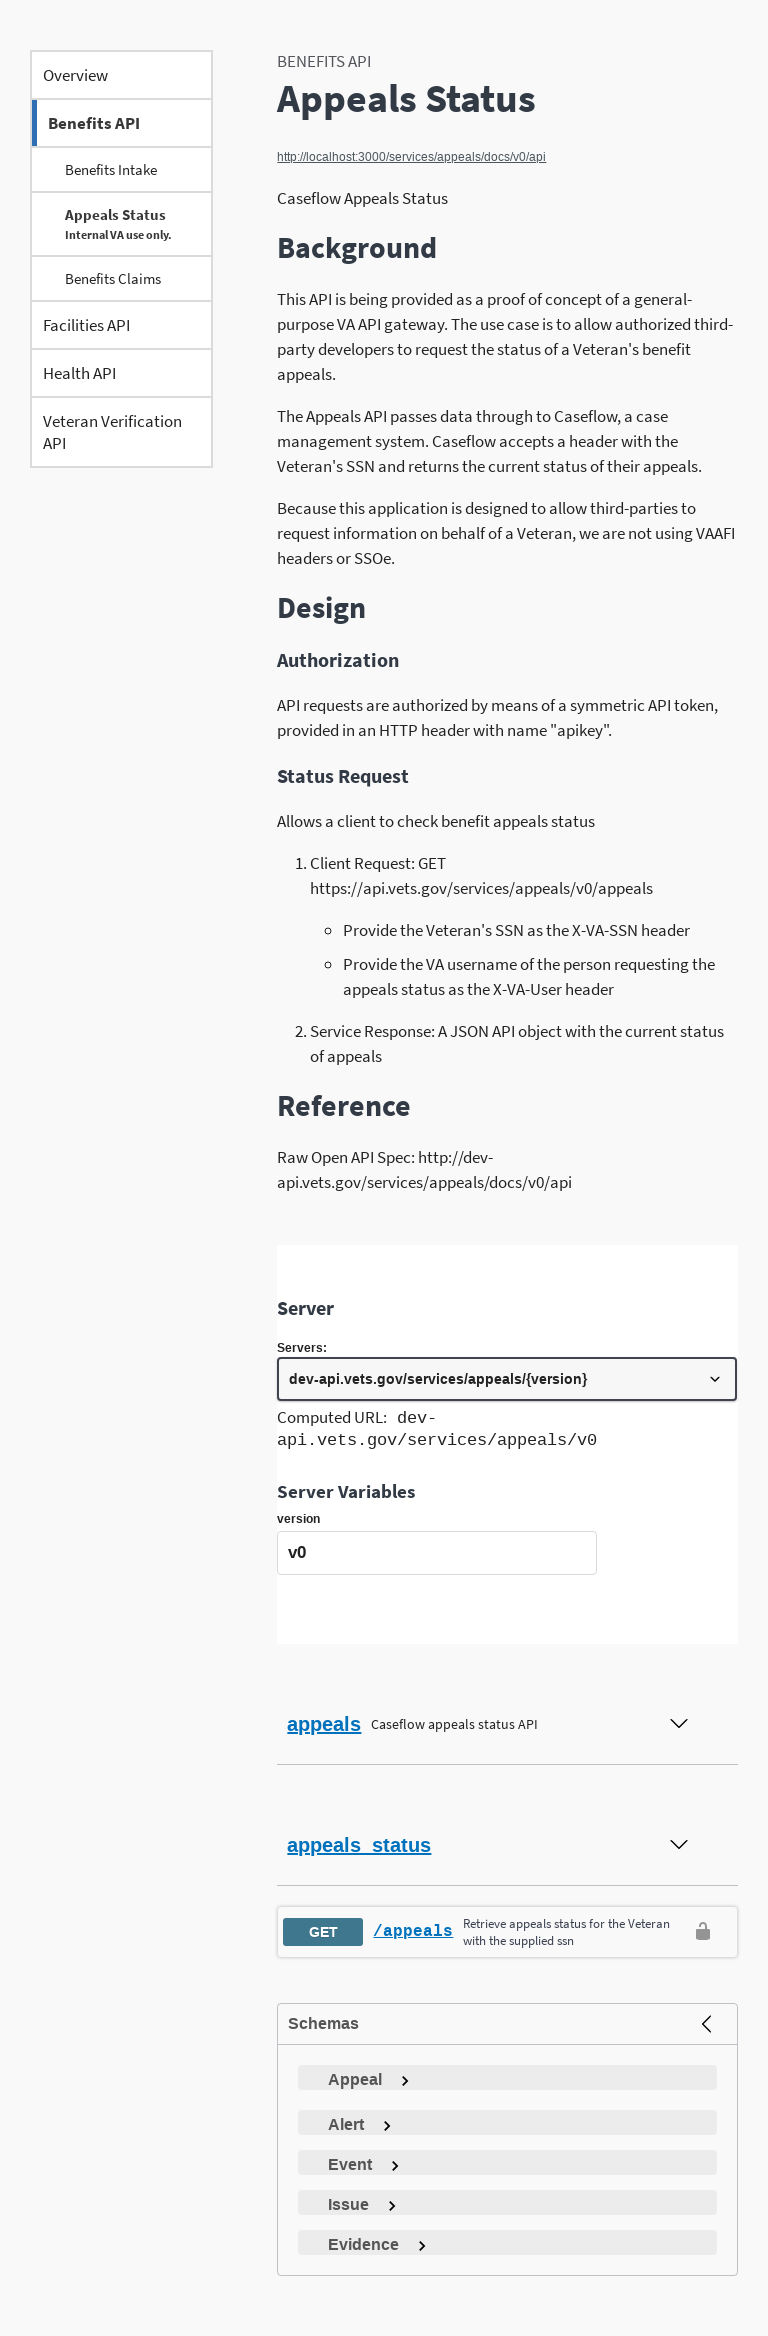 Overview
Benefits API
Benefits Intake
Appeals Status
Internal VA use only.
Benefits Claims
Facilities API
Health API
Veteran Verification
API
BENEFITS API
Appeals Status
http://localhost:3000/services/appeals/docs/v0/api
Caseflow Appeals Status
Background
This API is being provided as a proof of concept of a general-
purpose VA API gateway. The use case is to allow authorized third-
party developers to request the status of a Veteran's benefit
appeals.
The Appeals API passes data through to Caseflow, a case
management system. Caseflow accepts a header with the
Veteran's SSN and returns the current status of their appeals.
Because this application is designed to allow third-parties to
request information on behalf of a Veteran, we are not using VAAFI
headers or SSOe.
Design
Authorization
API requests are authorized by means of a symmetric API token,
provided in an HTTP header with name "apikey".
Status Request
Allows a client to check benefit appeals status
1. Client Request: GET
https://api.vets.gov/services/appeals/v0/appeals
◦ Provide the Veteran's SSN as the X-VA-SSN header
◦ Provide the VA username of the person requesting the
appeals status as the X-VA-User header
2. Service Response: A JSON API object with the current status
of appeals
Reference
Raw Open API Spec: http://dev-
api.vets.gov/services/appeals/docs/v0/api
Server
Servers:
dev-api.vets.gov/services/appeals/{version}
Computed URL: dev-
api.vets.gov/services/appeals/v0
Server Variables
version
v0
appeals Caseflow appeals status API
appeals_status
GET /appeals Retrieve appeals status for the Veteran
with the supplied ssn
Schemas
Appeal
Alert
Event
Issue
Evidence